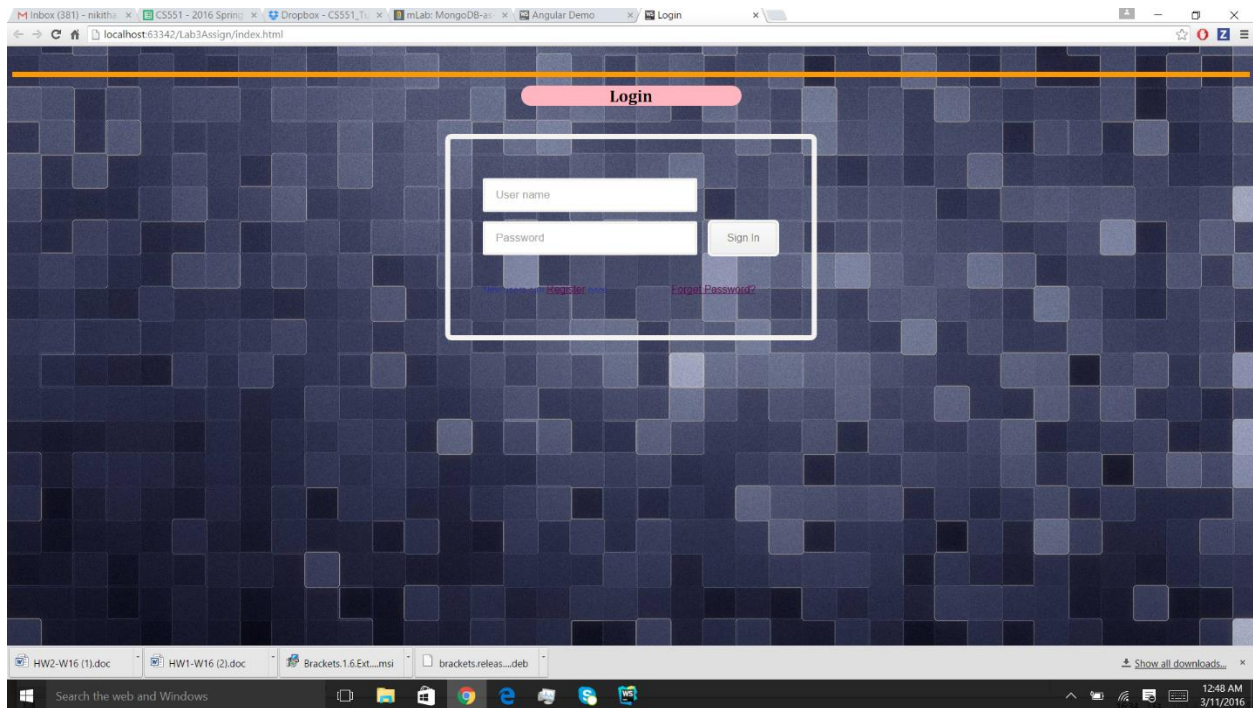 Inbox (381) - nikitha
CS551 - 2016 Spring
Dropbox - CS551_Tu
mLab: MongoDB-as-
Angular Demo
Login
localhost:63342/Lab3Assign/index.html
Login
User name
Password
Sign In
Register
Forgot Password?
HW2-W16 (1).doc
HW1-W16 (2).doc
Brackets.1.6.Ext....msi
brackets.releas....deb
Show all downloads...
Search the web and Windows
12:48 AM
3/11/2016